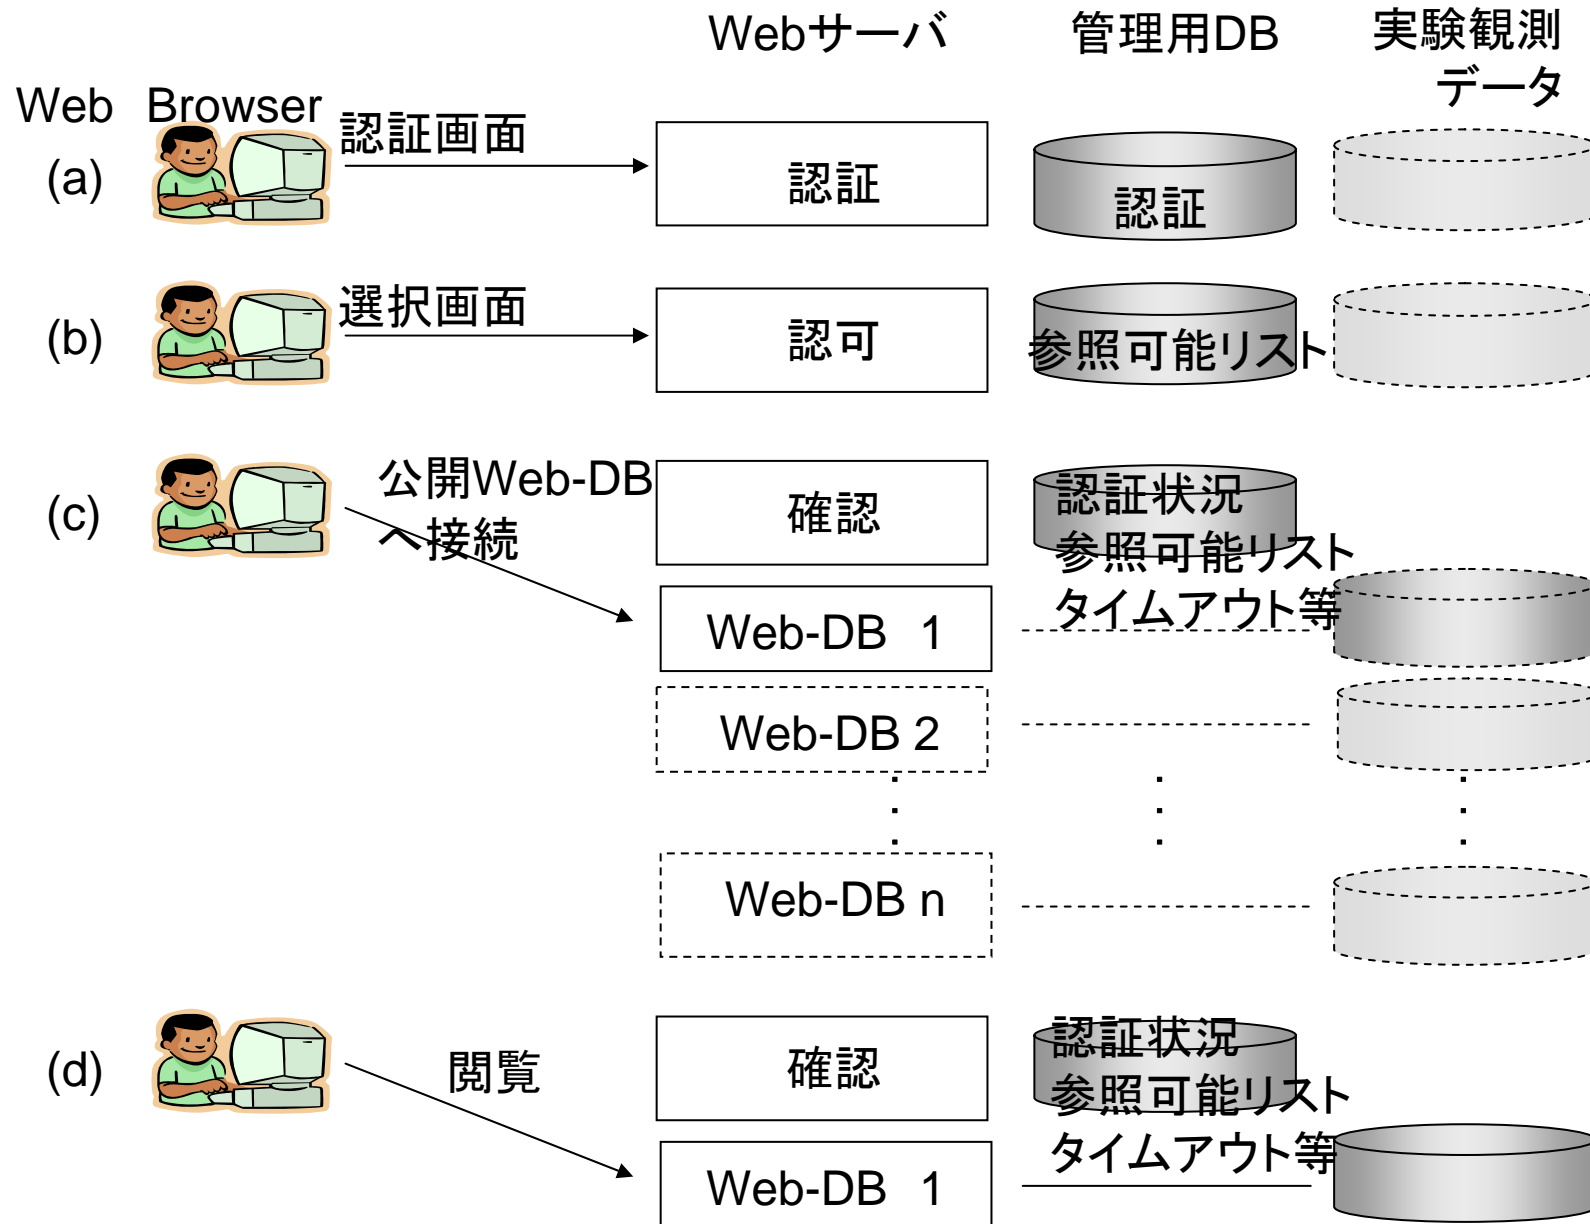 Webサーバ
管理用DB
実験観測
データ
Web Browser
(a)
認証画面
認証
認証
(b)
選択画面
認可
参照可能リスト
(c)
公開Web-DB
へ接続
確認
認証状況
参照可能リスト
タイムアウト等
Web-DB 1
Web-DB 2
Web-DB n
(d)
閲覧
確認
認証状況
参照可能リスト
タイムアウト等
Web-DB 1